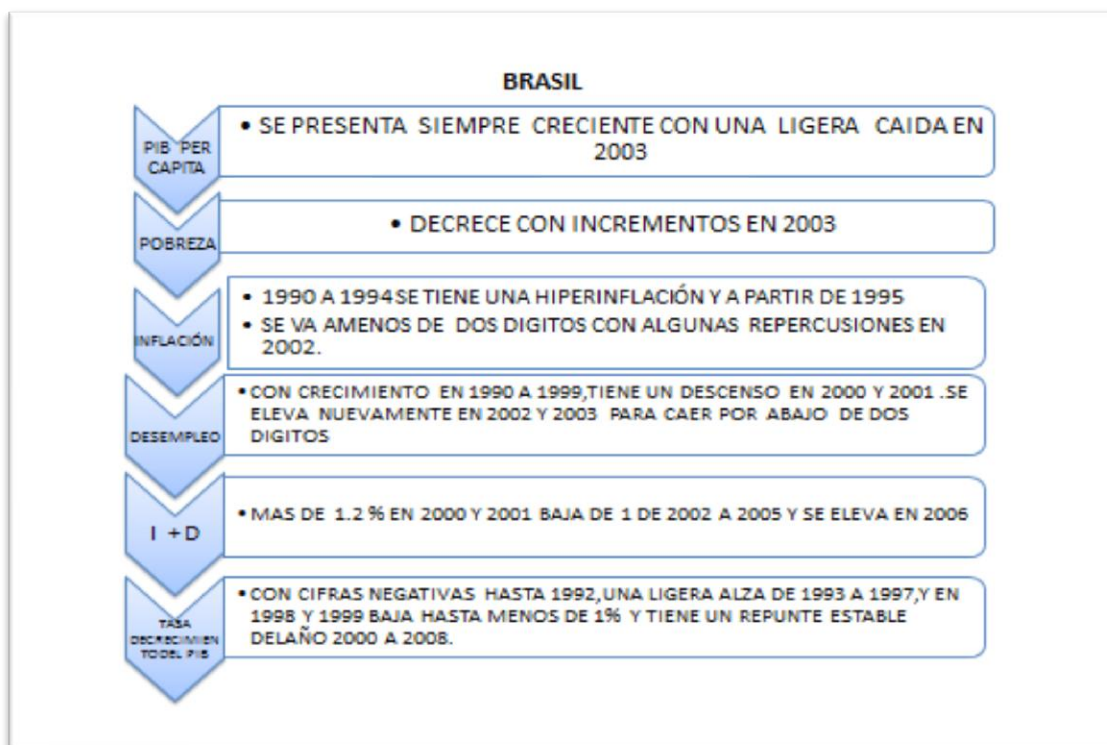 BRASIL
PIB PER
CAPITA
• SE PRESENTA SIEMPRE CRECIENTE CON UNA LIGERA CAIDA EN
2003
POBREZA
• DECRECE CON INCREMENTOS EN 2003
INFLACIÓN
• 1990 A 1994 SE TIENE UNA HIPERINFLACIÓN Y A PARTIR DE 1995
• SE VA AMENOS DE DOS DIGITOS CON ALGUNAS REPERCUSIONES EN
2002.
DESEMPLEO
• CON CRECIMIENTO EN 1990 A 1999,TIENE UN DESCENSO EN 2000 Y 2001 .SE
ELEVA NUEVAMENTE EN 2002 Y 2003 PARA CAER POR ABAJO DE DOS
DIGITOS
I + D
• MAS DE 1.2 % EN 2000 Y 2001 BAJA DE 1 DE 2002 A 2005 Y SE ELEVA EN 2006
TASA
DECRECIMIEN
TODEL PIB
• CON CIFRAS NEGATIVAS HASTA 1992,UNA LIGERA ALZA DE 1993 A 1997,Y EN
1998 Y 1999 BAJA HASTA MENOS DE 1% Y TIENE UN REPUNTE ESTABLE
DELAÑO 2000 A 2008.